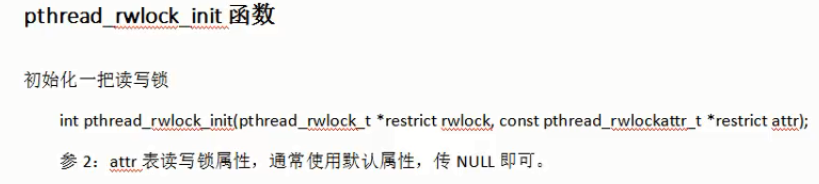 pthread_rwlock_init 函数
初始化一把读写锁
int pthread_rwlock_init(pthread_rwlock_t *restrict rwlock, const pthread_rwlockattr_t *restrict attr);
参 2：attr 表读写锁属性，通常使用默认属性，传 NULL 即可。